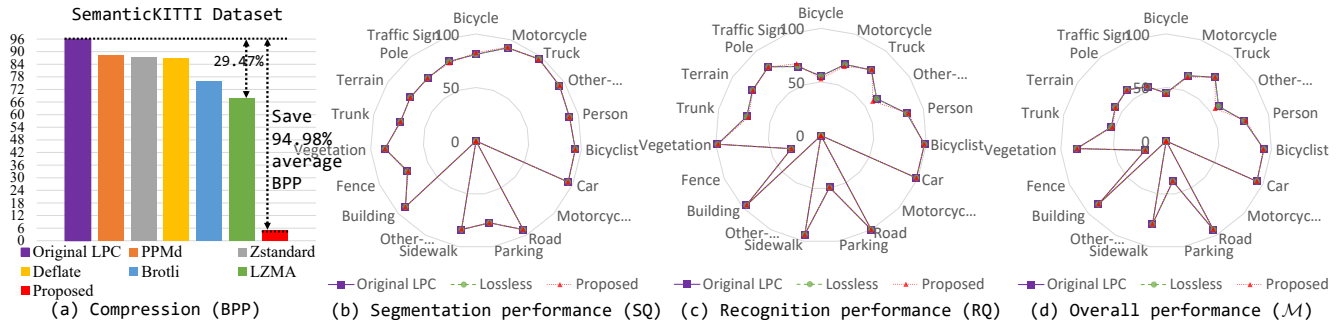 SemanticKITTI Dataset
96
90
84
78
72
66
60
54
48
42
36
30
24
18
12
6
0
29.47%
Save
94.98%
average
BPP
Original LPC
PPMd
Zstandard
Deflate
Brotli
LZMA
Proposed
(a) Compression (BPP)
Bicycle
Motorcycle
Truck
Other-...
Person
Bicyclist
Car
Motorcyc...
Road
Parking
Sidewalk
Other-...
Building
Fence
Vegetation
Trunk
Terrain
Pole
Traffic Sign
100
50
0
Original LPC
Lossless
Proposed
(b) Segmentation performance (SQ)
Bicycle
Motorcycle
Truck
Other-...
Person
Bicyclist
Car
Motorcyc...
Road
Parking
Sidewalk
Other-...
Building
Fence
Vegetation
Trunk
Terrain
Pole
Traffic Sign
100
50
0
Original LPC
Lossless
Proposed
(c) Recognition performance (RQ)
Bicycle
Motorcycle
Truck
Other-...
Person
Bicyclist
Car
Motorcyc...
Road
Parking
Sidewalk
Other-...
Building
Fence
Vegetation
Trunk
Terrain
Pole
Traffic Sign
100
50
0
Original LPC
Lossless
Proposed
(d) Overall performance (ℳ)